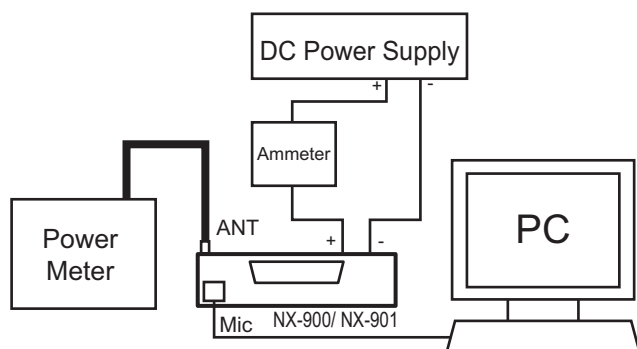 DC Power Supply
+ -
Ammeter
ANT
+ -
Power
Meter
PC
Mic NX-900/ NX-901